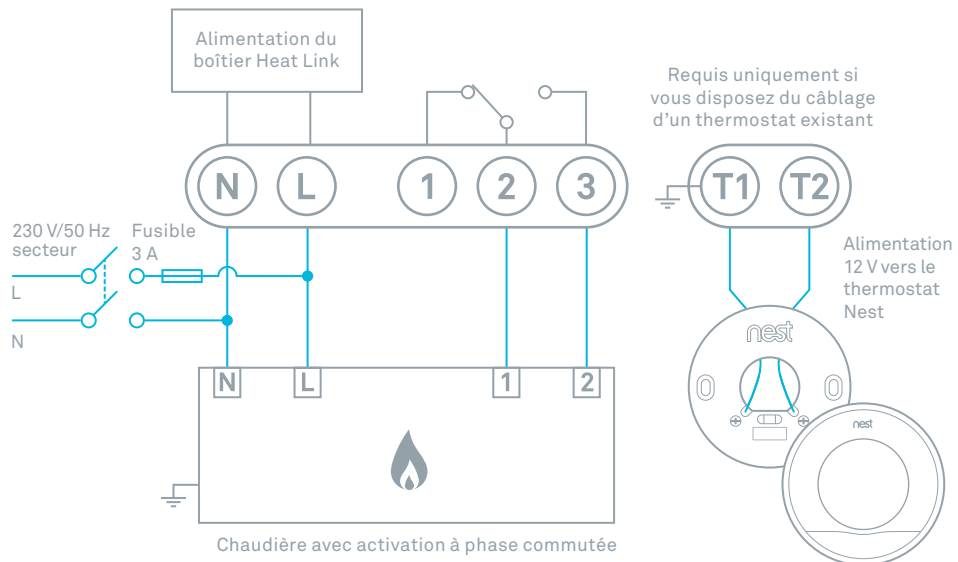 Alimentation du
boîtier Heat Link
Requis uniquement si
vous disposez du câblage
d'un thermostat existant
N L 1 2 3 T1 T2
230 V/50 Hz
secteur
Fusible
3 A
L
N
Alimentation
12 V vers le
thermostat
Nest
nest
N L 1 2
nest
Chaudière avec activation à phase commutée